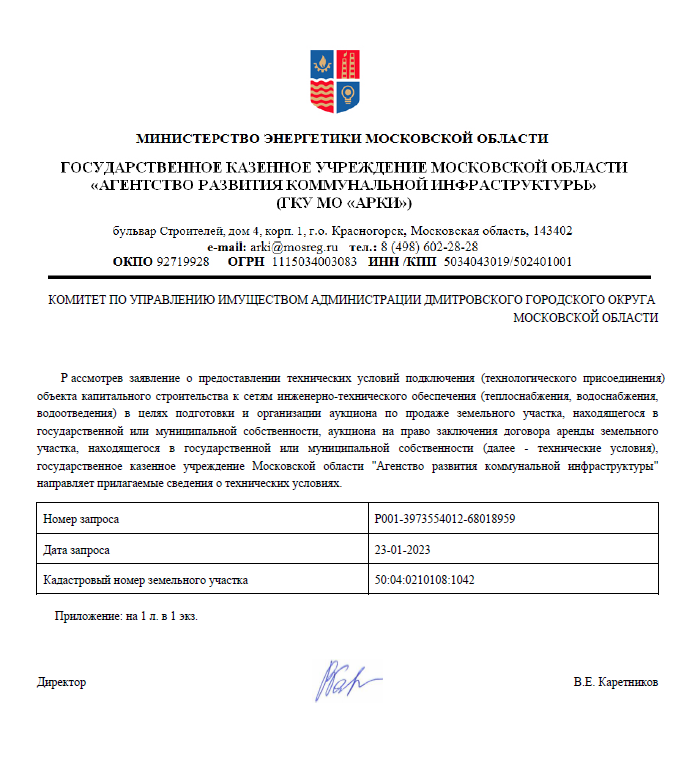 МИНИСТЕРСТВО ЭНЕРГЕТИКИ МОСКОВСКОЙ ОБЛАСТИ
ГОСУДАРСТВЕННОЕ КАЗЕННОЕ УЧРЕЖДЕНИЕ МОСКОВСКОЙ ОБЛАСТИ
«АГЕНТСТВО РАЗВИТИЯ КОММУНАЛЬНОЙ ИНФРАСТРУКТУРЫ»
(ГКУ МО «АРКИ»)
бульвар Строителей, дом 4, корп. 1, г.о. Красногорск, Московская область, 143402
e-mail: arki@mosreg.ru тел.: 8 (498) 602-28-28
ОКПО 92719928 ОГРН 1115034003083 ИНН /КПП 5034043019/502401001
КОМИТЕТ ПО УПРАВЛЕНИЮ ИМУЩЕСТВОМ АДМИНИСТРАЦИИ ДМИТРОВСКОГО ГОРОДСКОГО ОКРУГА
МОСКОВСКОЙ ОБЛАСТИ
Рассмотрев заявление о предоставлении технических условий подключения (технологического присоединения)
объекта капитального строительства к сетям инженерно-технического обеспечения (теплоснабжения, водоснабжения,
водоотведения) в целях подготовки и организации аукциона по продаже земельного участка, находящегося в
государственной или муниципальной собственности, аукциона на право заключения договора аренды земельного
участка, находящегося в государственной или муниципальной собственности (далее - технические условия),
государственное казенное учреждение Московской области "Агенство развития коммунальной инфраструктуры"
направляет прилагаемые сведения о технических условиях.
Номер запроса P001-3973554012-68018959
Дата запроса 23-01-2023
Кадастровый номер земельного участка 50:04:0210108:1042
Приложение: на 1 л. в 1 экз.
Директор В.Е. Каретников